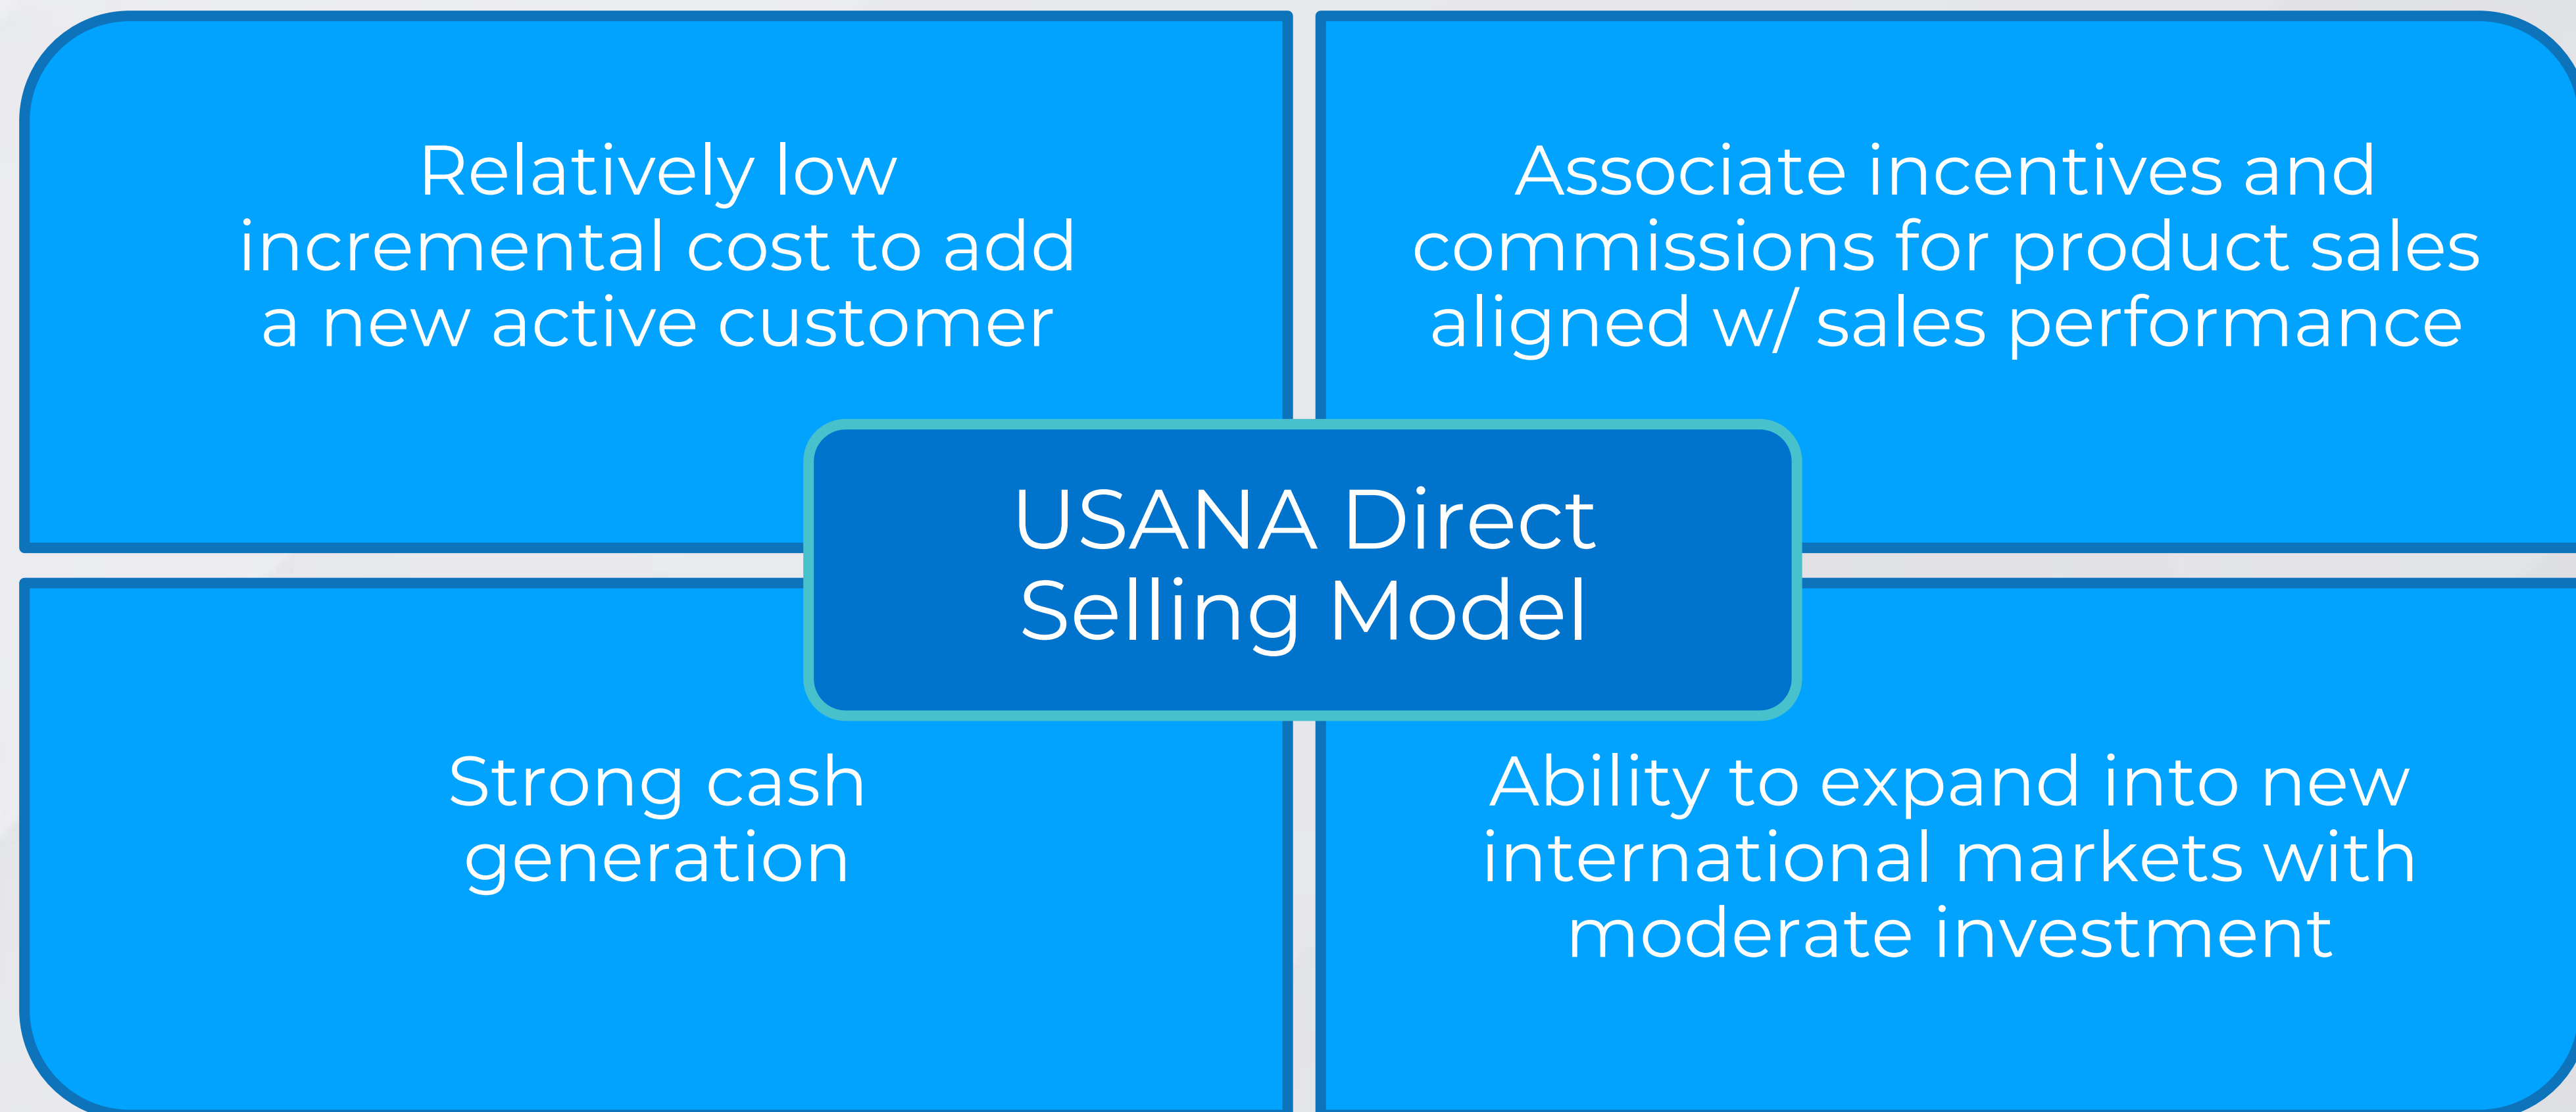 Relatively low
incremental cost to add
a new active customer
Associate incentives and
commissions for product sales
aligned w/ sales performance
USANA Direct
Selling Model
Strong cash
generation
Ability to expand into new
international markets with
moderate investment